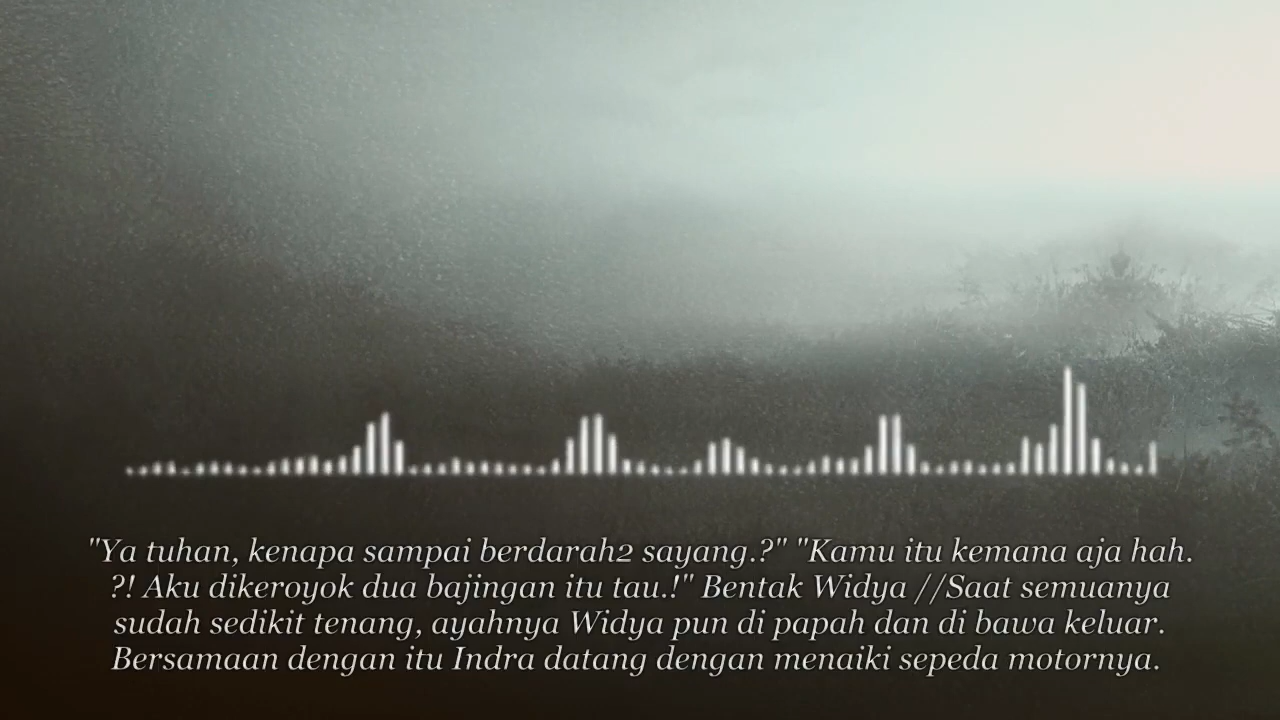 "Ya tuhan, kenapa sampai berdarah2 sayang.?" "Kamu itu kemana aja hah.
?! Aku dikeroyok dua bajingan itu tau.!" Bentak Widya //Saat semuanya
sudah sedikit tenang, ayahnya Widya pun di papah dan di bawa keluar.
Bersamaan dengan itu Indra datang dengan menaiki sepeda motornya.